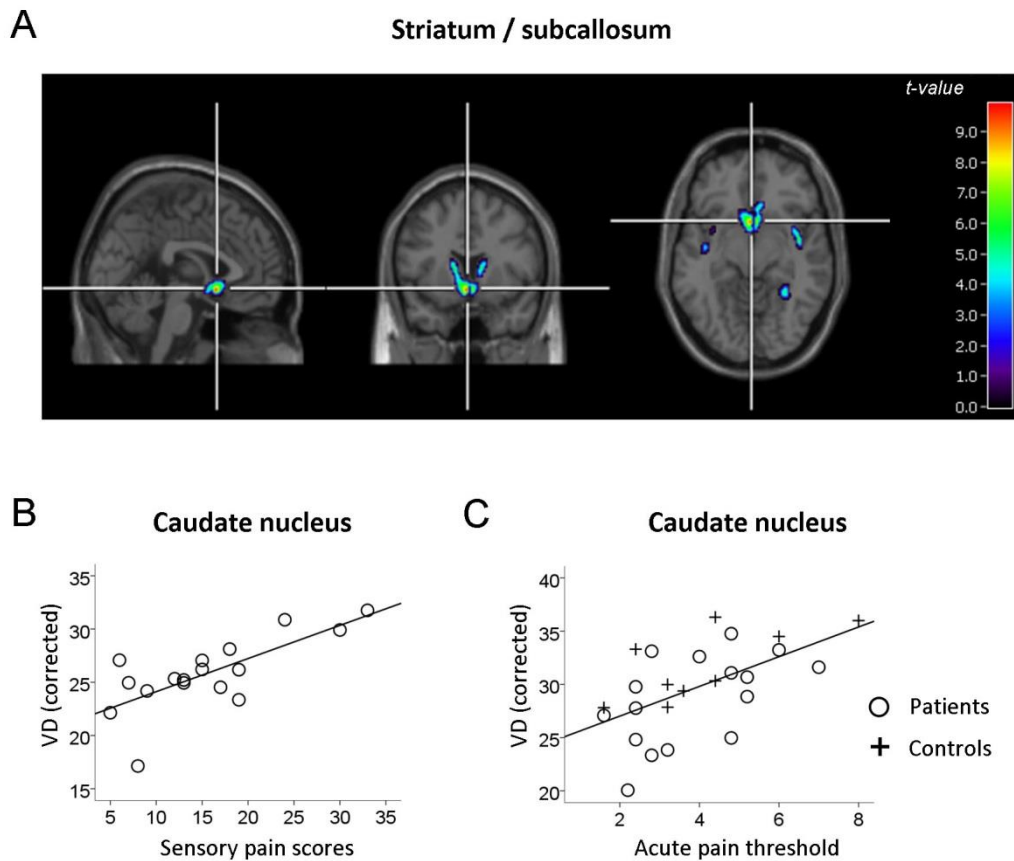 A
Striatum / subcallosum
t-value
9.0
8.0
7.0
6.0
5.0
4.0
3.0
2.0
1.0
0.0
B
Caudate nucleus
VD (corrected)
35
30
25
20
15
5 10 15 20 25 30 35
Sensory pain scores
C
Caudate nucleus
VD (corrected)
40
35
30
25
20
2 4 6 8
Acute pain threshold
Patients
Controls